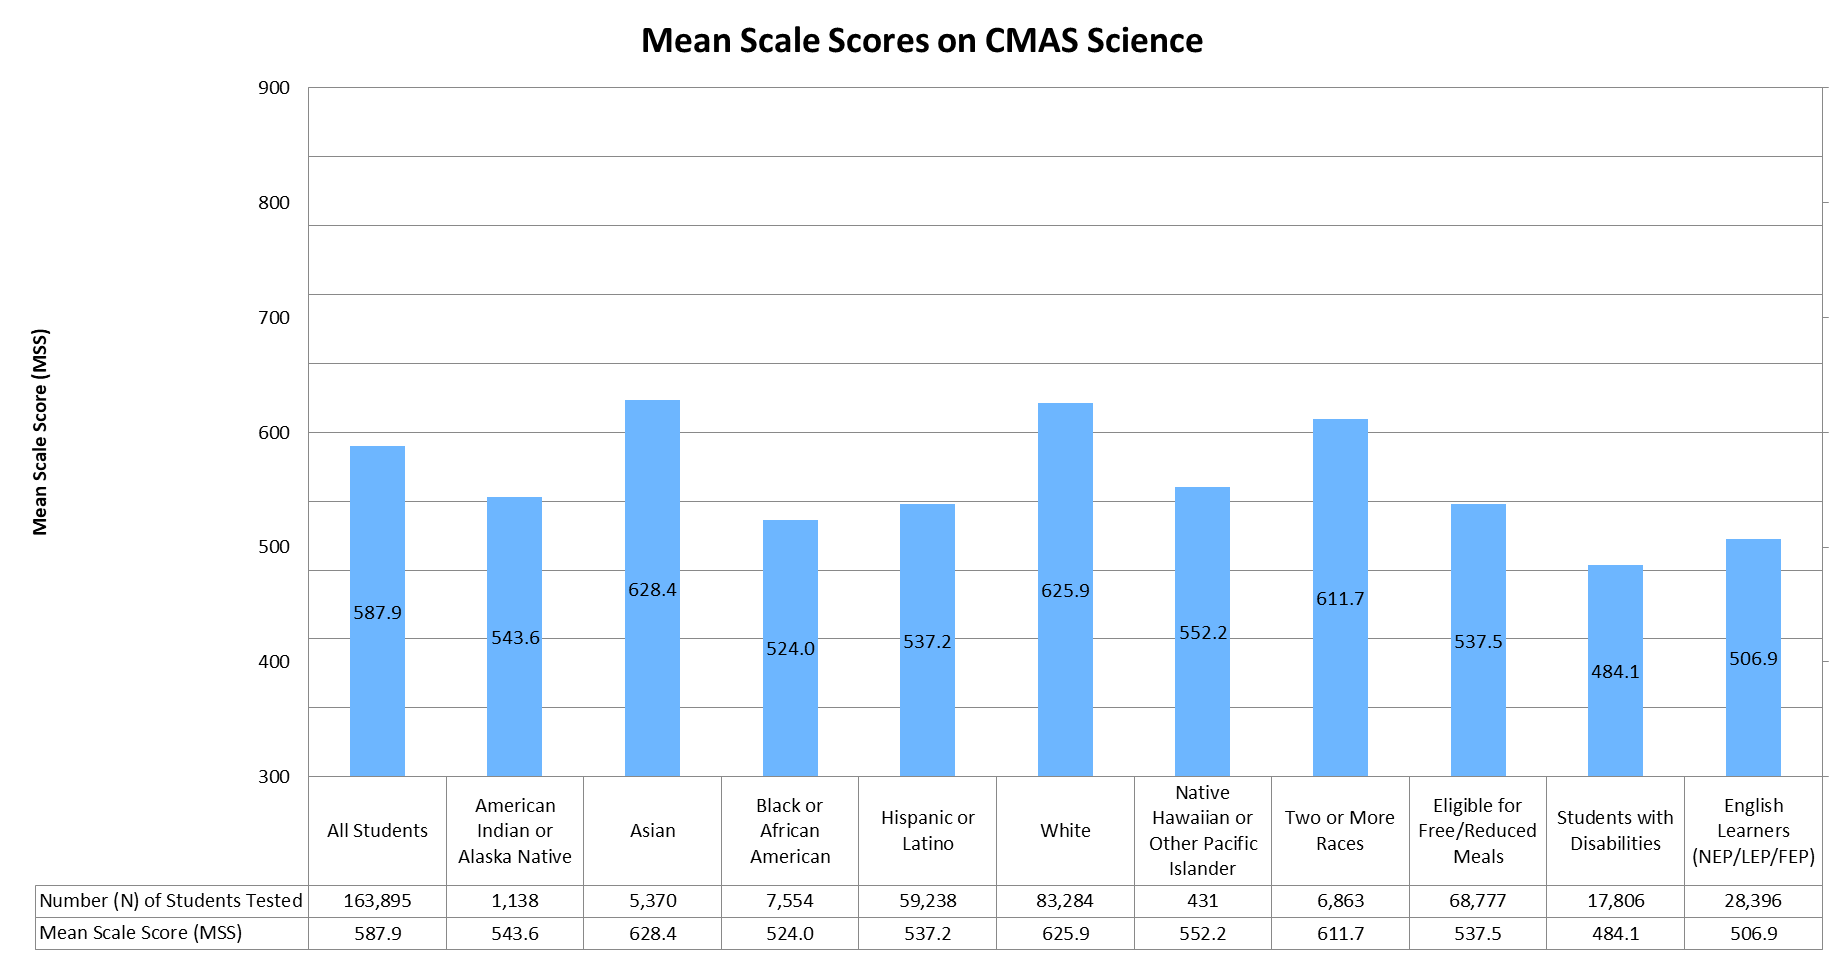 Mean Scale Scores on CMAS Science
Mean Scale Score (MSS)
900
800
700
600
500
400
300
587.9
543.6
628.4
524.0
537.2
625.9
552.2
611.7
537.5
484.1
506.9
All Students
American
Indian or
Alaska Native
Asian
Black or
African
American
Hispanic or
Latino
White
Native
Hawaiian or
Other Pacific
Islander
Two or More
Races
Eligible for
Free/Reduced
Meals
Students with
Disabilities
English
Learners
(NEP/LEP/FEP)
Number (N) of Students Tested 163,895 1,138 5,370 7,554 59,238 83,284 431 6,863 68,777 17,806 28,396
Mean Scale Score (MSS) 587.9 543.6 628.4 524.0 537.2 625.9 552.2 611.7 537.5 484.1 506.9